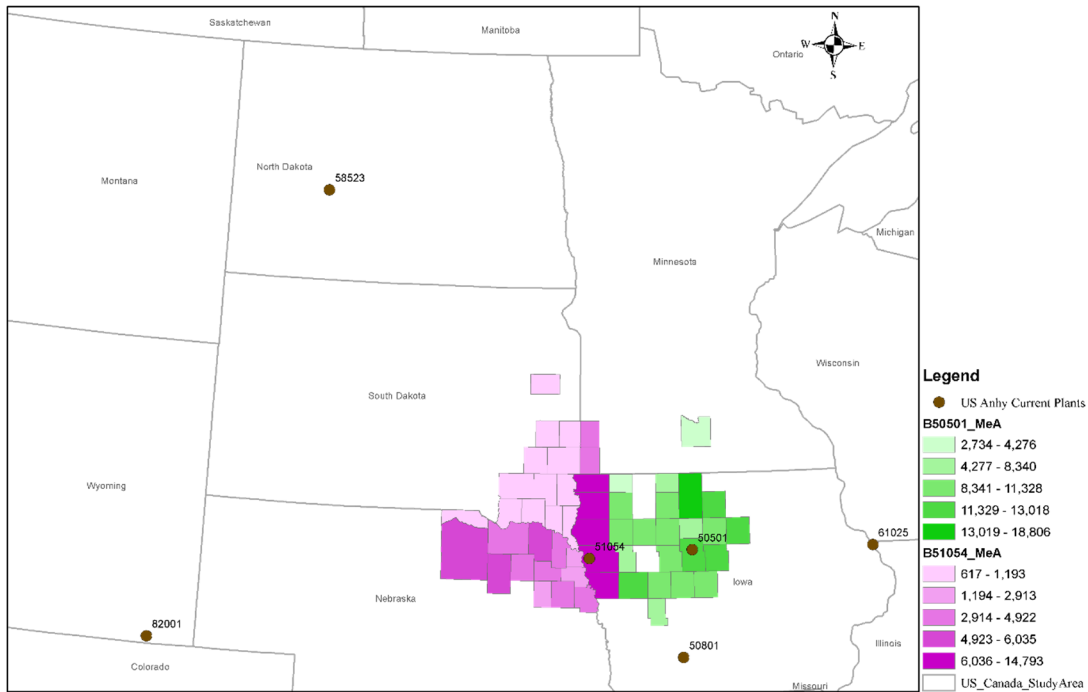 Saskatchewan
Manitoba
N
W
E
S
Ontario
North Dakota
58523
Montana
Michigan
Minnesota
Wisconsin
South Dakota
Wyoming
61025
50501
51054
Iowa
Nebraska
82001
50801
Illinois
Colorado
Missouri
Legend
US Anhy Current Plants
B50501_MeA
2,734 - 4,276
4,277 - 8,340
8,341 - 11,328
11,329 - 13,018
13,019 - 18,806
B51054_MeA
617 - 1,193
1,194 - 2,913
2,914 - 4,922
4,923 - 6,035
6,036 - 14,793
US_Canada_StudyArea